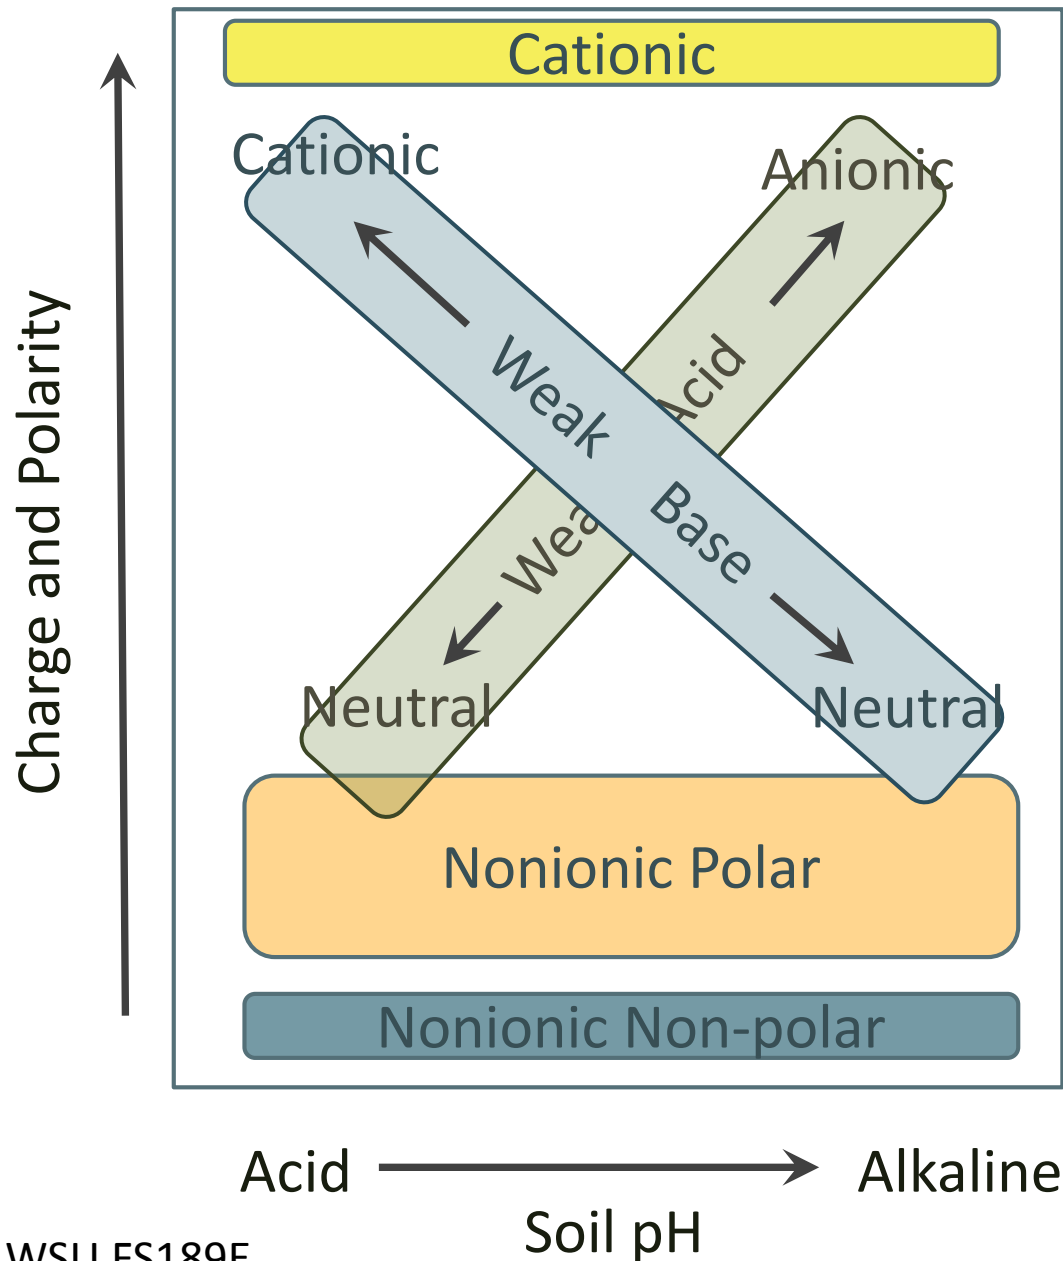 Cationic
Cationic
Anionic
Weak Base
Acid
Neutral
Neutral
Nonionic Polar
Nonionic Non-polar
Charge and Polarity
Acid
Alkaline
Soil pH